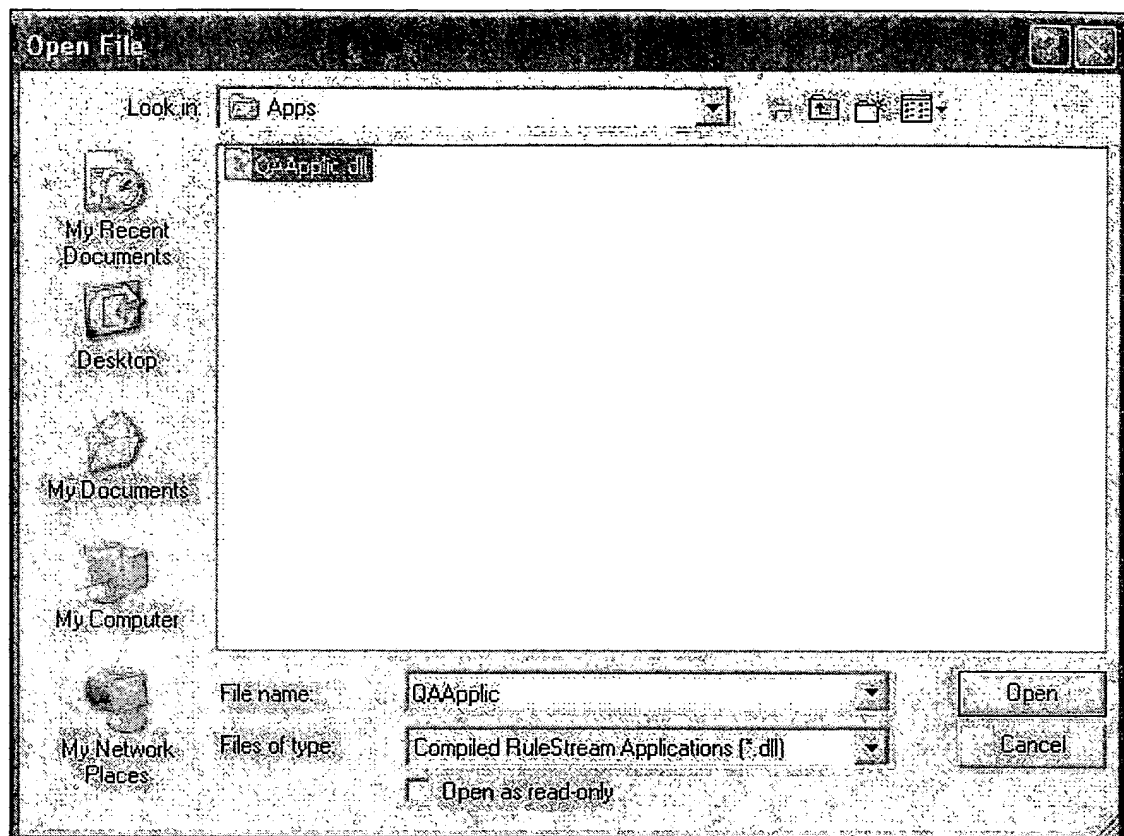 Open File
Look in:
Apps
QAApplic.dll
My Recent
Documents
Desktop
My Documents
My Computer
My Network
Places
File name:
QAApplic
Open
Files of type:
Compiled RuleStream Applications (*.dll)
Cancel
Open as read-only